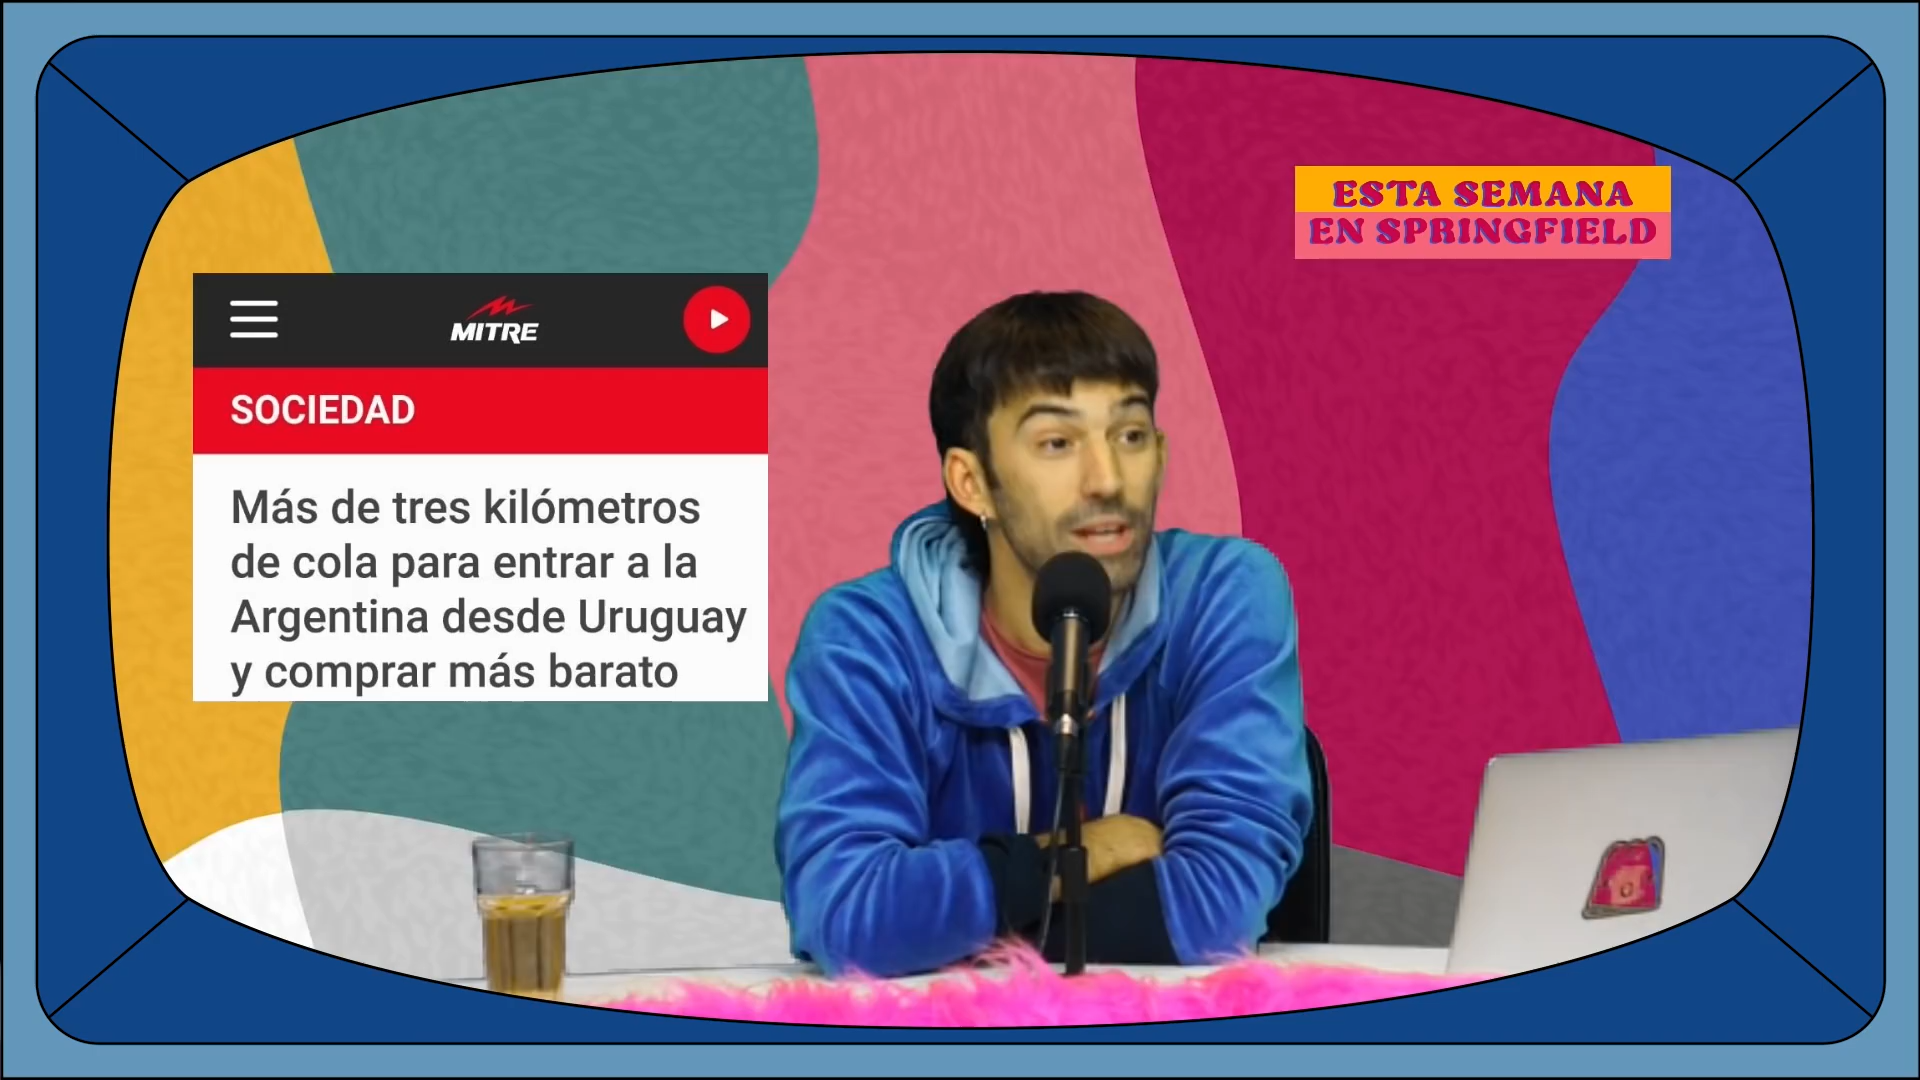 MITRE
SOCIEDAD
Más de tres kilómetros
de cola para entrar a la
Argentina desde Uruguay
y comprar más barato
ESTA SEMANA
EN SPRINGFIELD